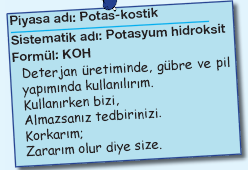 Piyasa adı: Potas-kostik
Sistematik adı: Potasyum hidroksit
Formül: KOH
Deterjan üretiminde, gübre ve pil
yapımında kullanılırım.
Kullanırken bizi,
Almazsanız tedbirinizi.
Korkarım;
Zararım olur diye size.